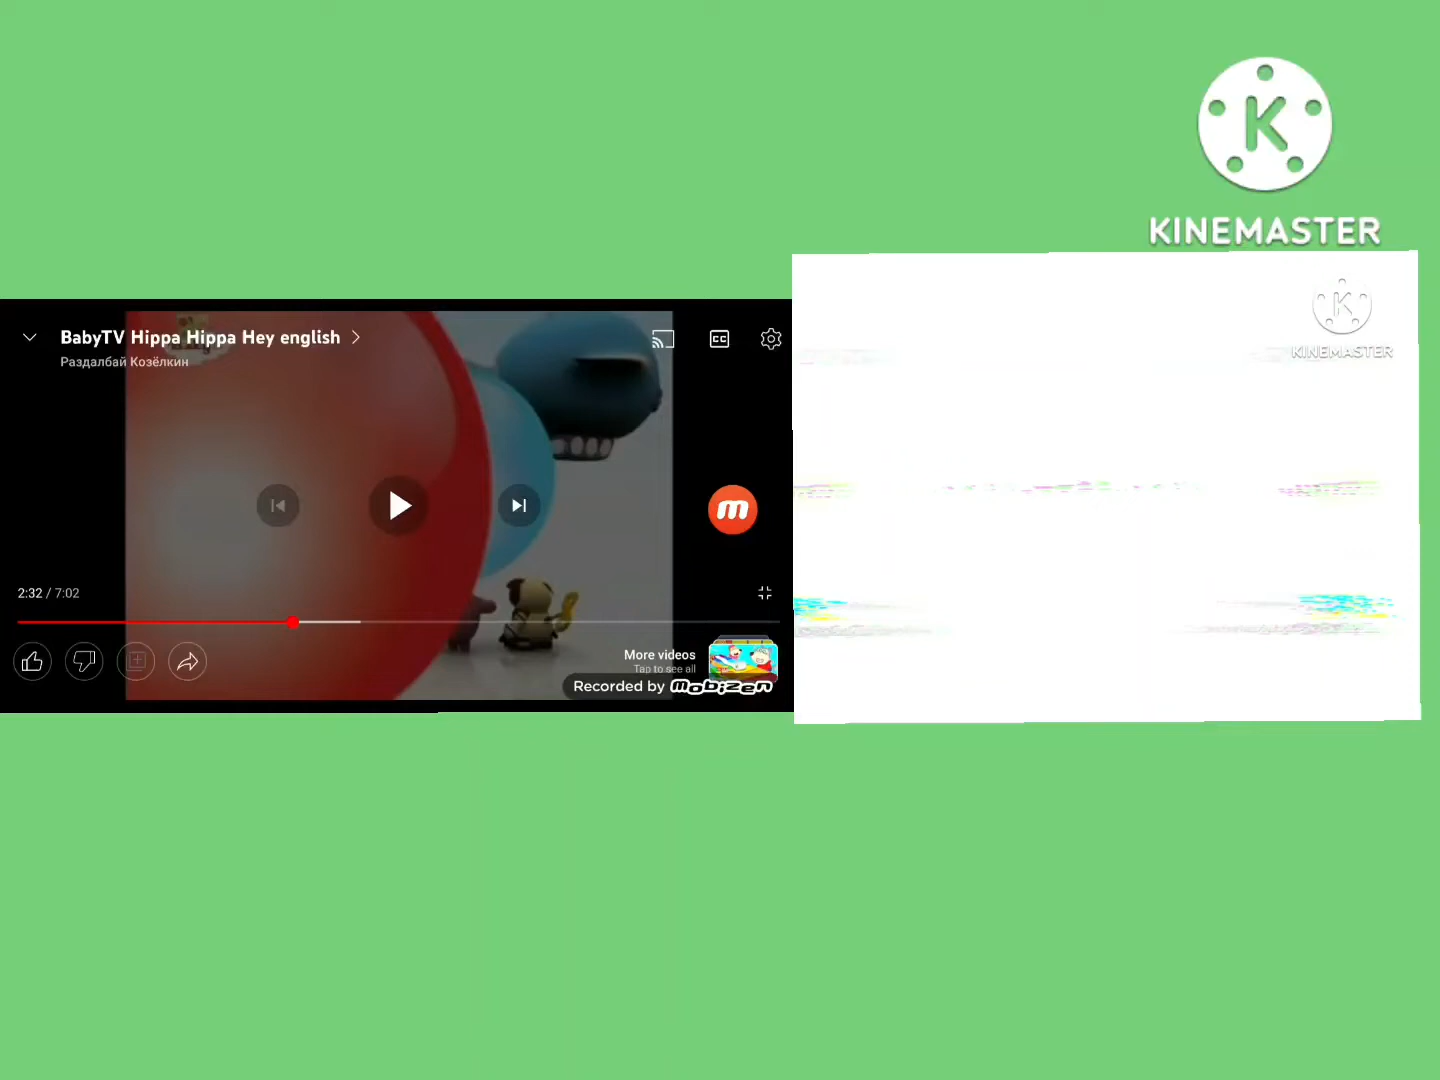 K
KINEMASTER
BabyTV Hippa Hippa Hey english
Раздалбай Козёлкин
CC
K
KINEMASTER
m
2:32 / 7:02
More videos
Tap to see all
Recorded by mobizen